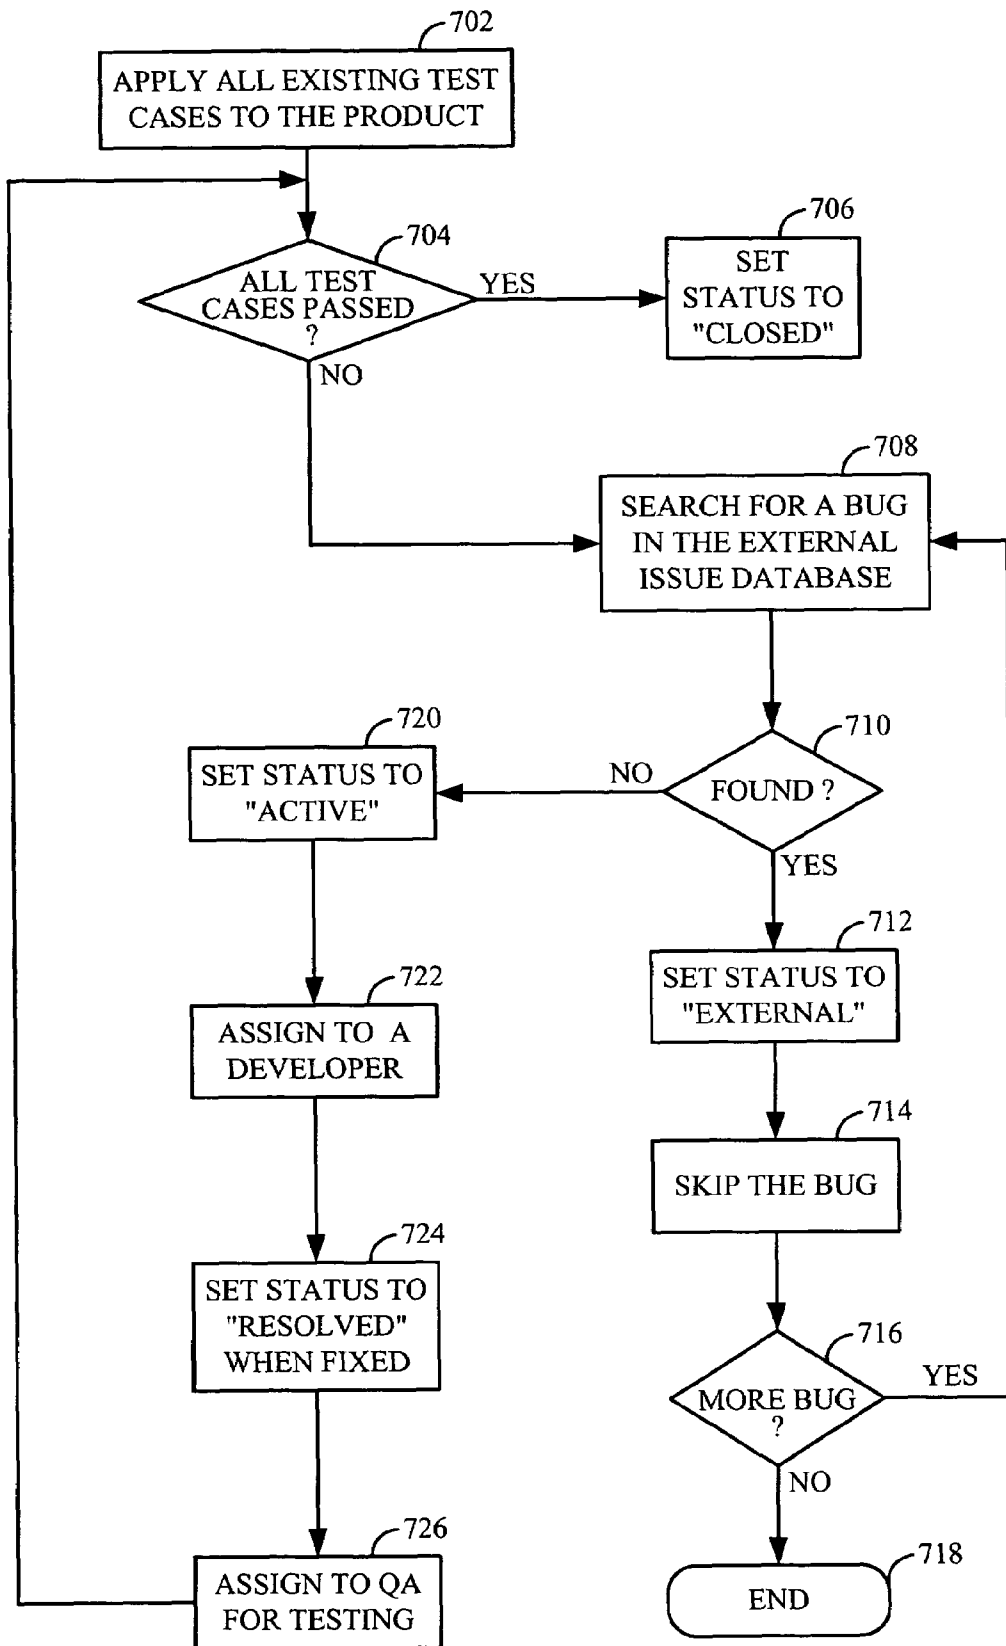 702
APPLY ALL EXISTING TEST
CASES TO THE PRODUCT
704
ALL TEST
CASES PASSED
?
YES
NO
706
SET
STATUS TO
"CLOSED"
708
SEARCH FOR A BUG
IN THE EXTERNAL
ISSUE DATABASE
710
FOUND ?
NO
YES
720
SET STATUS TO
"ACTIVE"
712
SET STATUS TO
"EXTERNAL"
722
ASSIGN TO A
DEVELOPER
714
SKIP THE BUG
724
SET STATUS TO
"RESOLVED"
WHEN FIXED
716
MORE BUG
?
YES
NO
726
ASSIGN TO QA
FOR TESTING
718
END